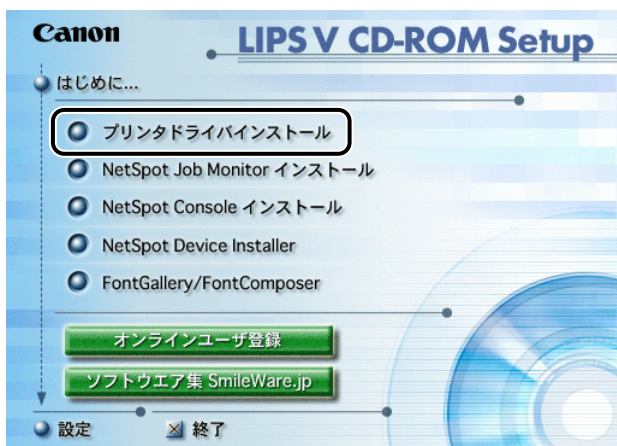 Canon
LIPS V CD-ROM Setup
はじめに...
プリンタドライバインストール
NetSpot Job Monitor インストール
NetSpot Console インストール
NetSpot Device Installer
FontGallery/FontComposer
オンラインユーザ登録
ソフトウエア集 SmileWare.jp
設定 終了